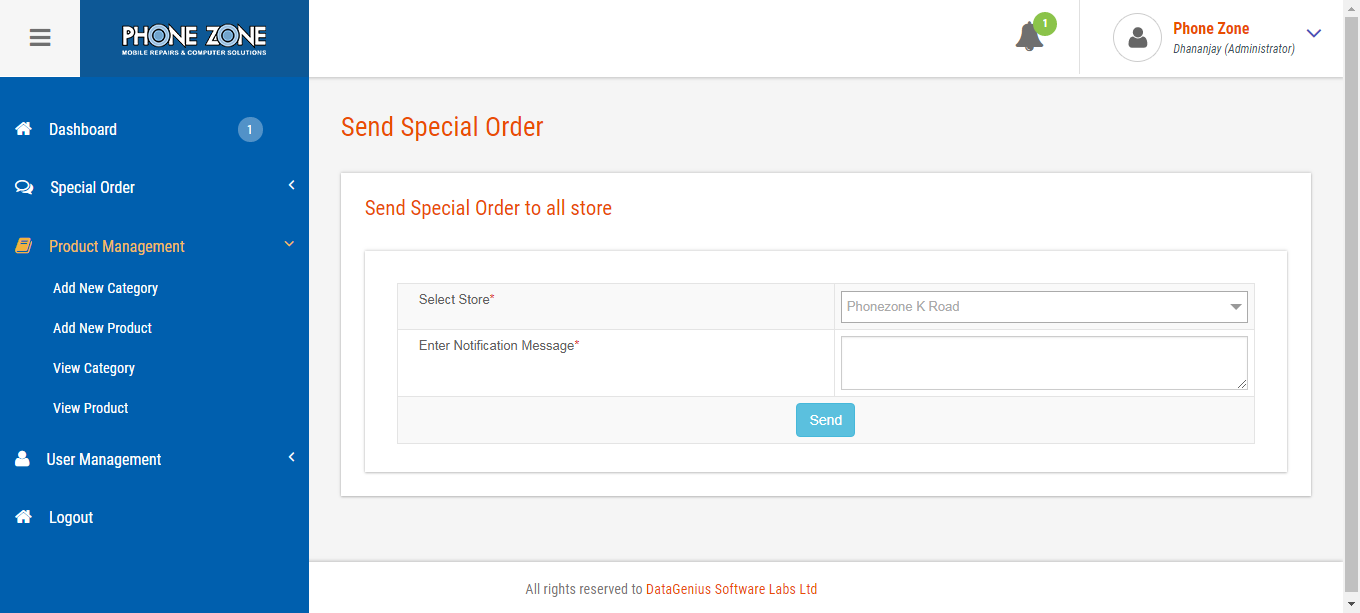 PHONE ZONE
MOBILE REPAIRS & COMPUTER SOLUTIONS
1
Phone Zone
Dhananjay (Administrator)
Dashboard
1
Special Order
Product Management
Add New Category
Add New Product
View Category
View Product
User Management
Logout
Send Special Order
Send Special Order to all store
Select Store*
Phonezone K Road
Enter Notification Message*
Send
All rights reserved to DataGenius Software Labs Ltd